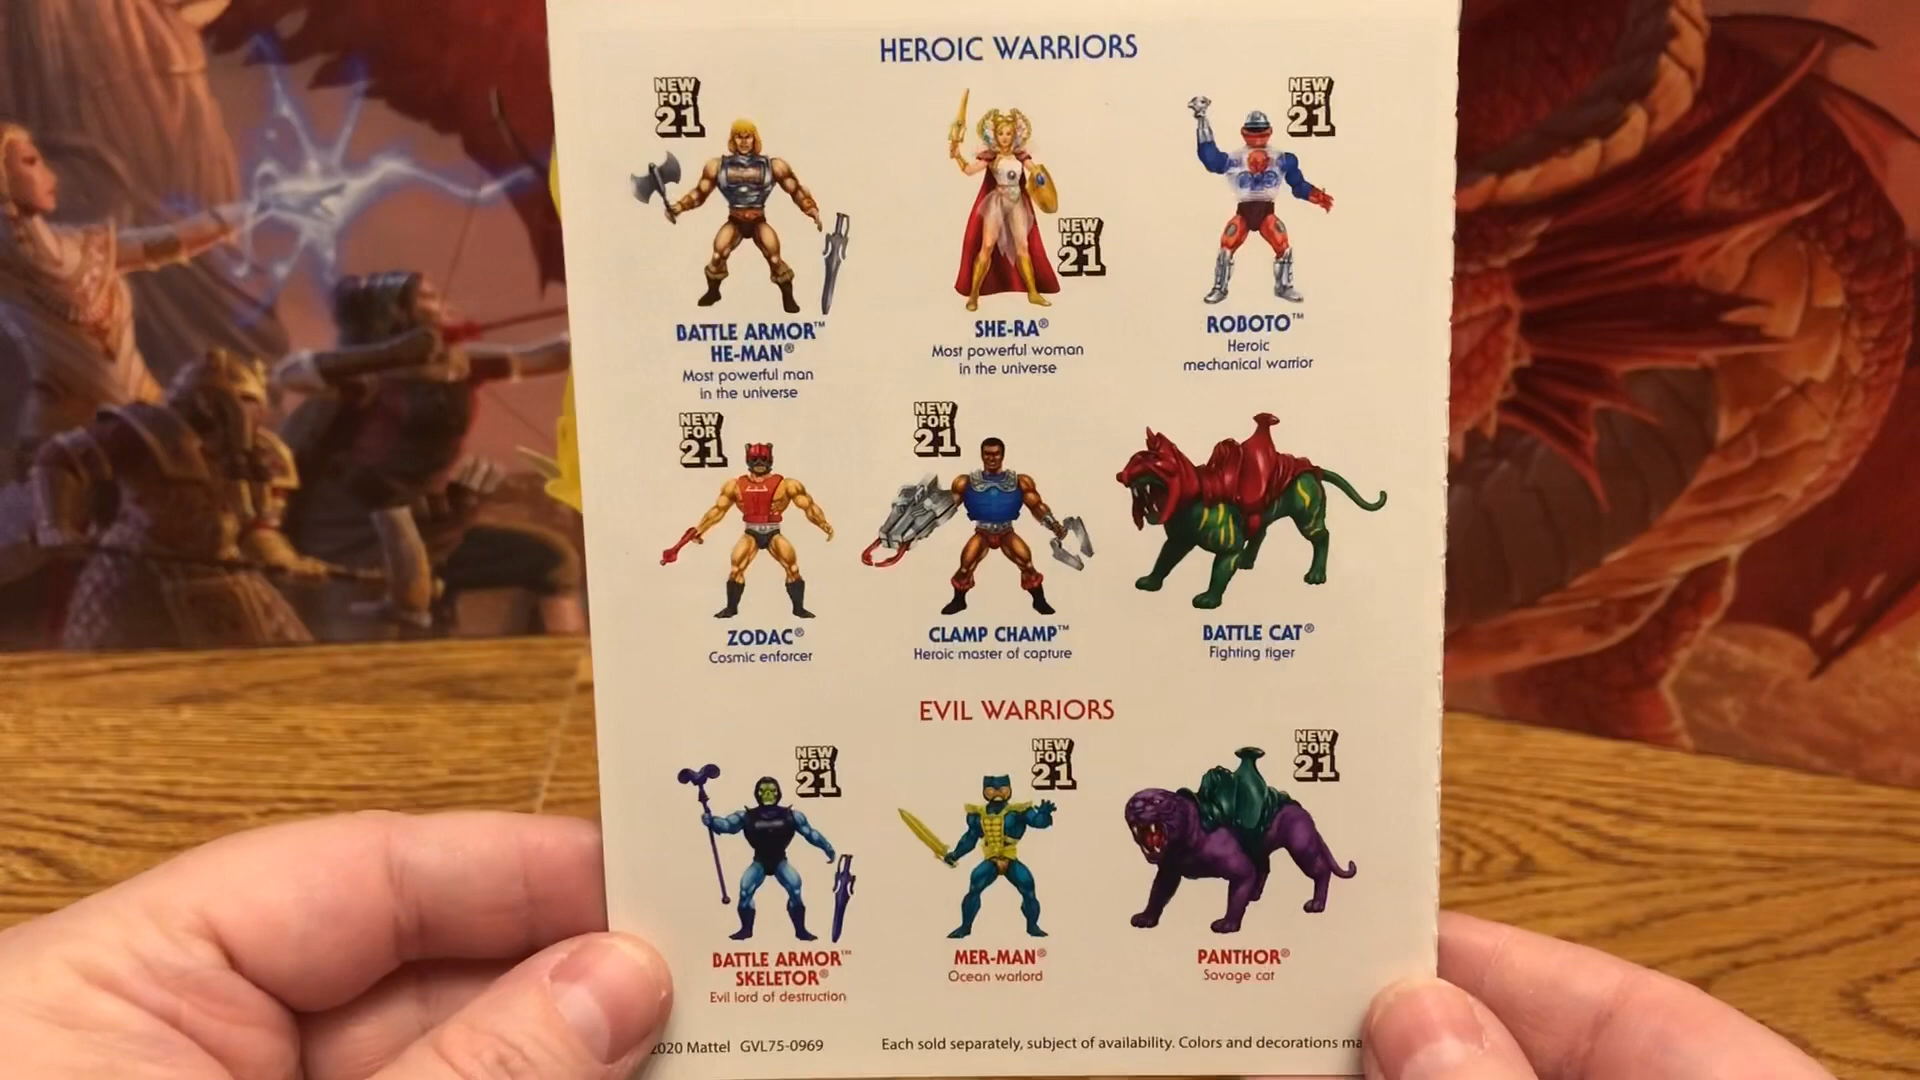 HEROIC WARRIORS
NEW
FOR
21
BATTLE ARMOR™
HE-MAN®
Most powerful man
in the universe
NEW
FOR
21
SHE-RA®
Most powerful woman
in the universe
NEW
FOR
21
ROBOTO™
Heroic
mechanical warrior
NEW
FOR
21
ZODAC®
Cosmic enforcer
NEW
FOR
21
CLAMP CHAMP™
Heroic master of capture
BATTLE CAT®
Fighting tiger
EVIL WARRIORS
NEW
FOR
21
BATTLE ARMOR™
SKELETOR®
Evil lord of destruction
NEW
FOR
21
MER-MAN®
Ocean warlord
NEW
FOR
21
PANTHOR®
Savage cat
2020 Mattel GVL75-0969
Each sold separately, subject of availability. Colors and decorations